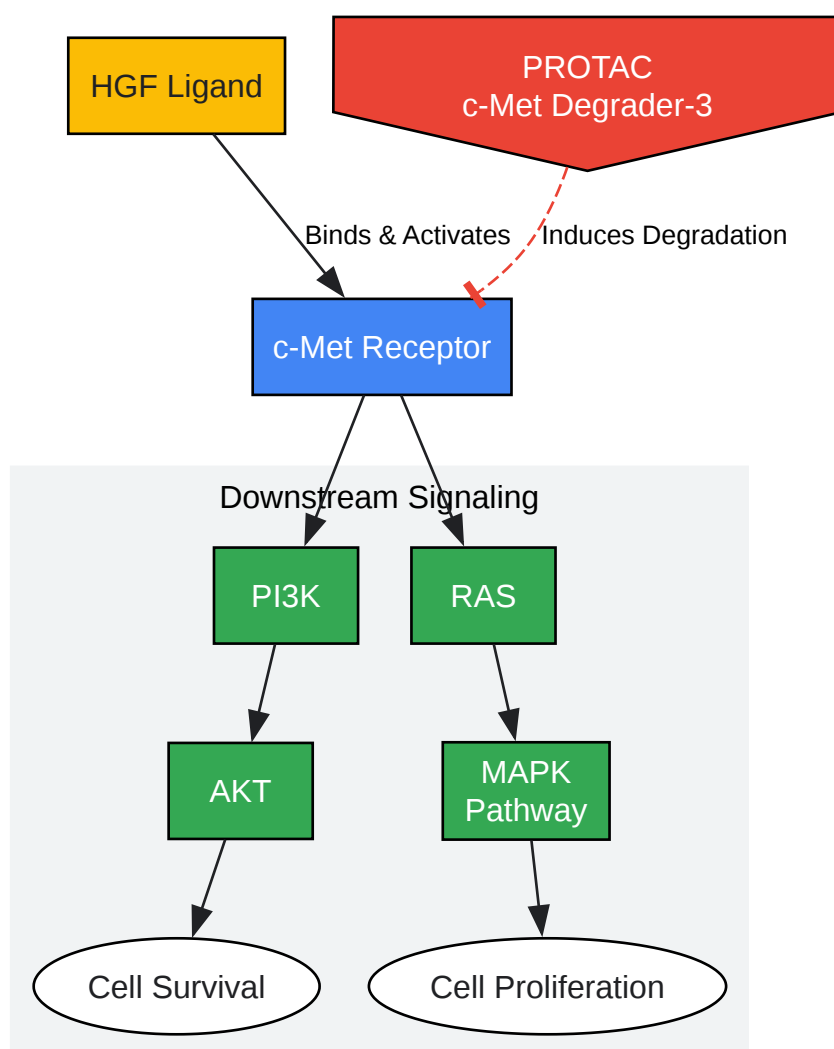 HGF Ligand
PROTAC
c-Met Degrader-3
Binds & Activates
Induces Degradation
c-Met Receptor
Downstream Signaling
PI3K
RAS
AKT
MAPK
Pathway
Cell Survival
Cell Proliferation